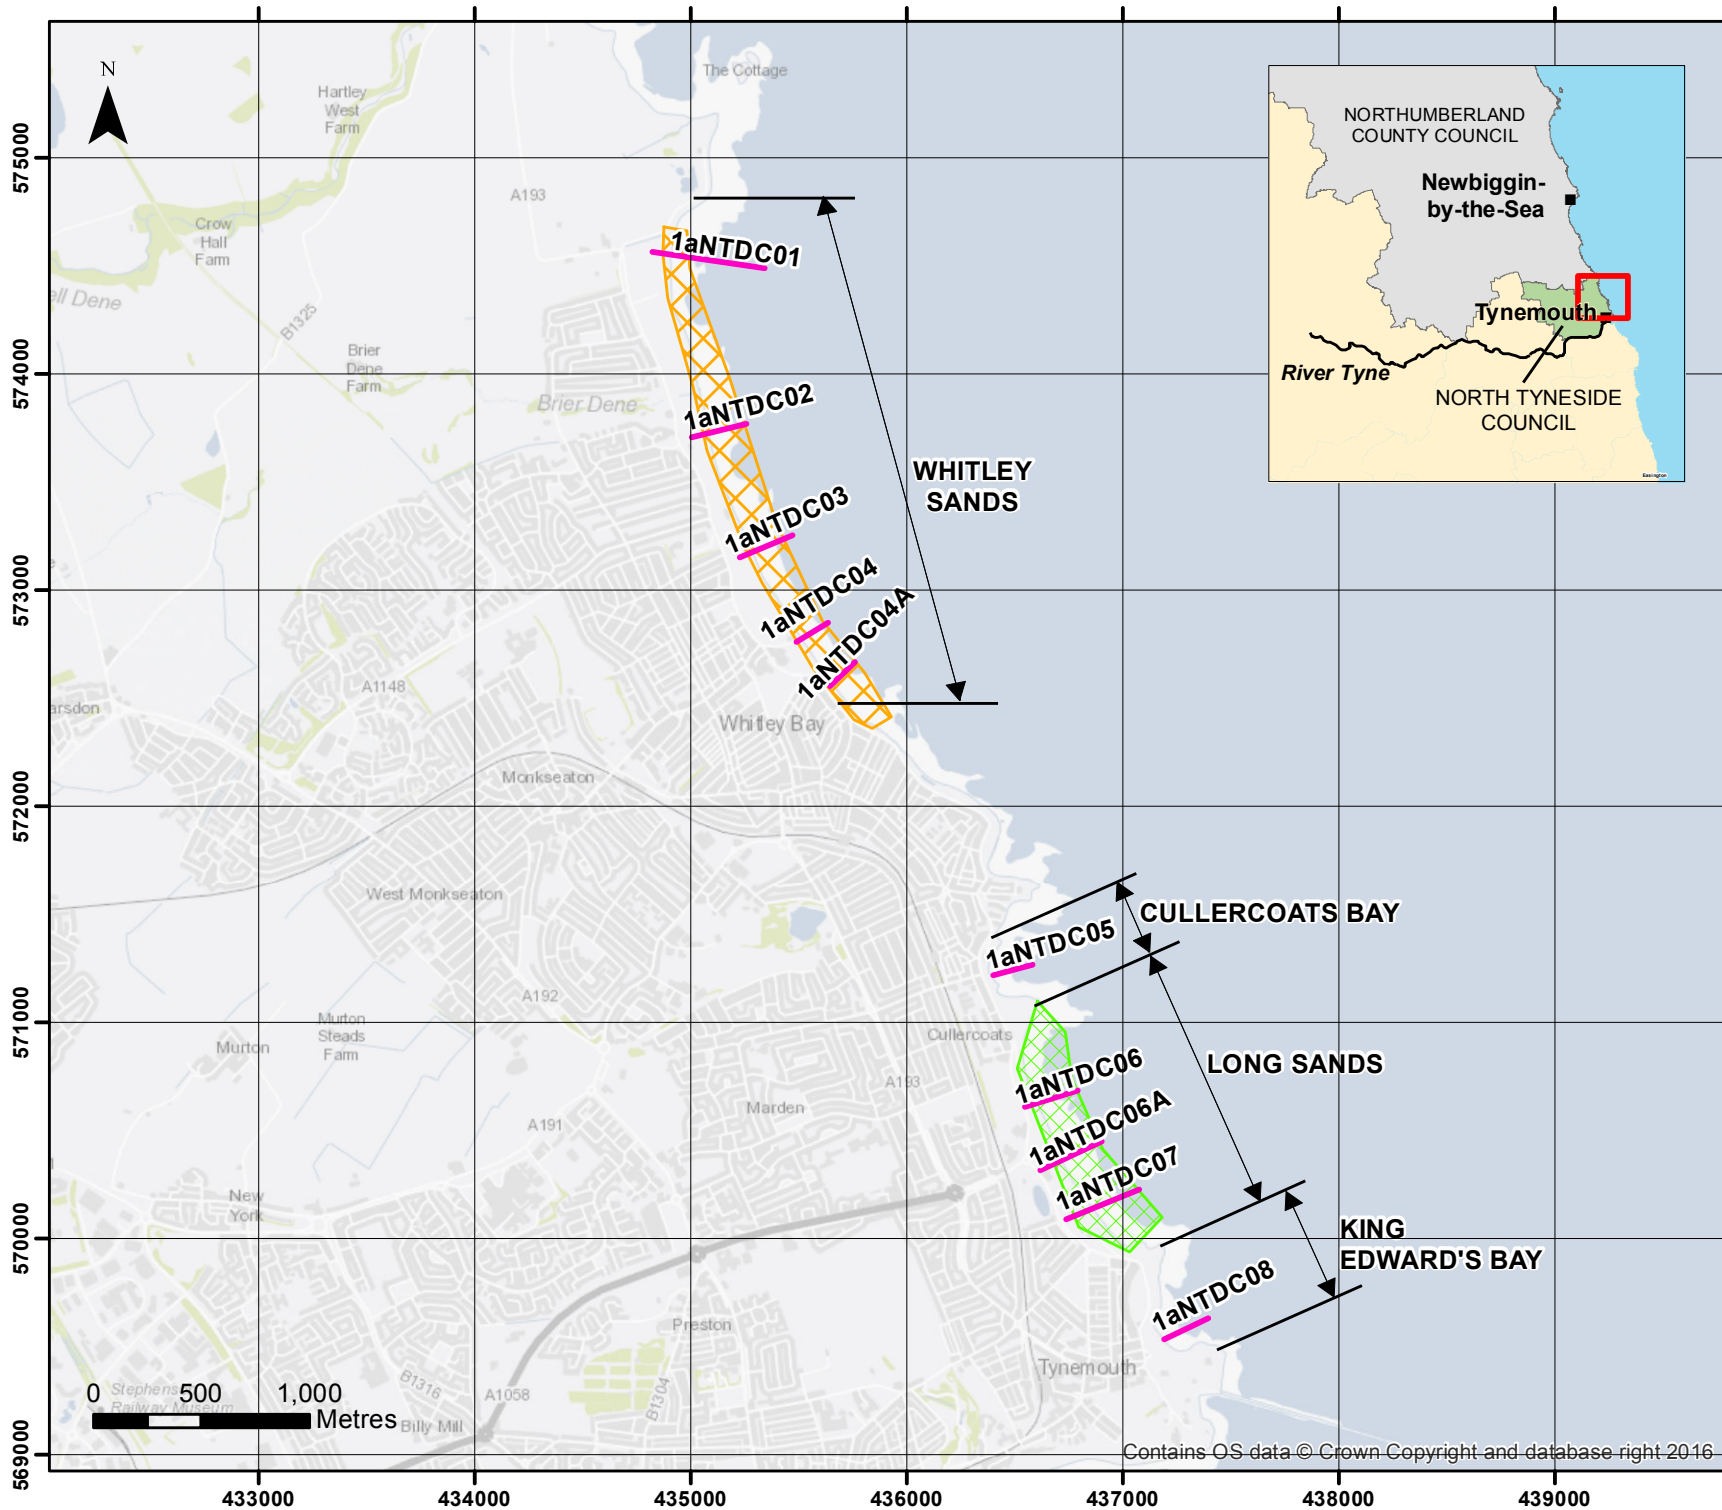 N
The Cottage
Hartley
West
Farm
575000
A193
Crow
Hall
Farm
ell Dene
B1325
1aNTDC01
Brier
Dene
Farm
574000
Brier Dene
1aNTDC02
WHITLEY
SANDS
1aNTDC03
573000
1aNTDC04
1aNTDC04A
A1148
arsdon
Whitley Bay
Monkseaton
572000
West Monkseaton
CULLERCOATS BAY
1aNTDC05
A192
571000
Murton
Steads
Farm
Murton
Cullercoats
LONG SANDS
1aNTDC06
A193
Marden
1aNTDC06A
A191
1aNTDC07
New
York
570000
KING
EDWARD'S BAY
1aNTDC08
Preston
Tynemouth
B1316
A1058
B1304
Billy Mill
0 500 1,000
Metres
Stephens
Railway Museum
569000
Contains OS data © Crown Copyright and database right 2016
433000 434000 435000 436000 437000 438000 439000
NORTHUMBERLAND
COUNTY COUNCIL
Newbiggin-
by-the-Sea
Tynemouth
River Tyne
NORTH TYNESIDE
COUNCIL
Easington